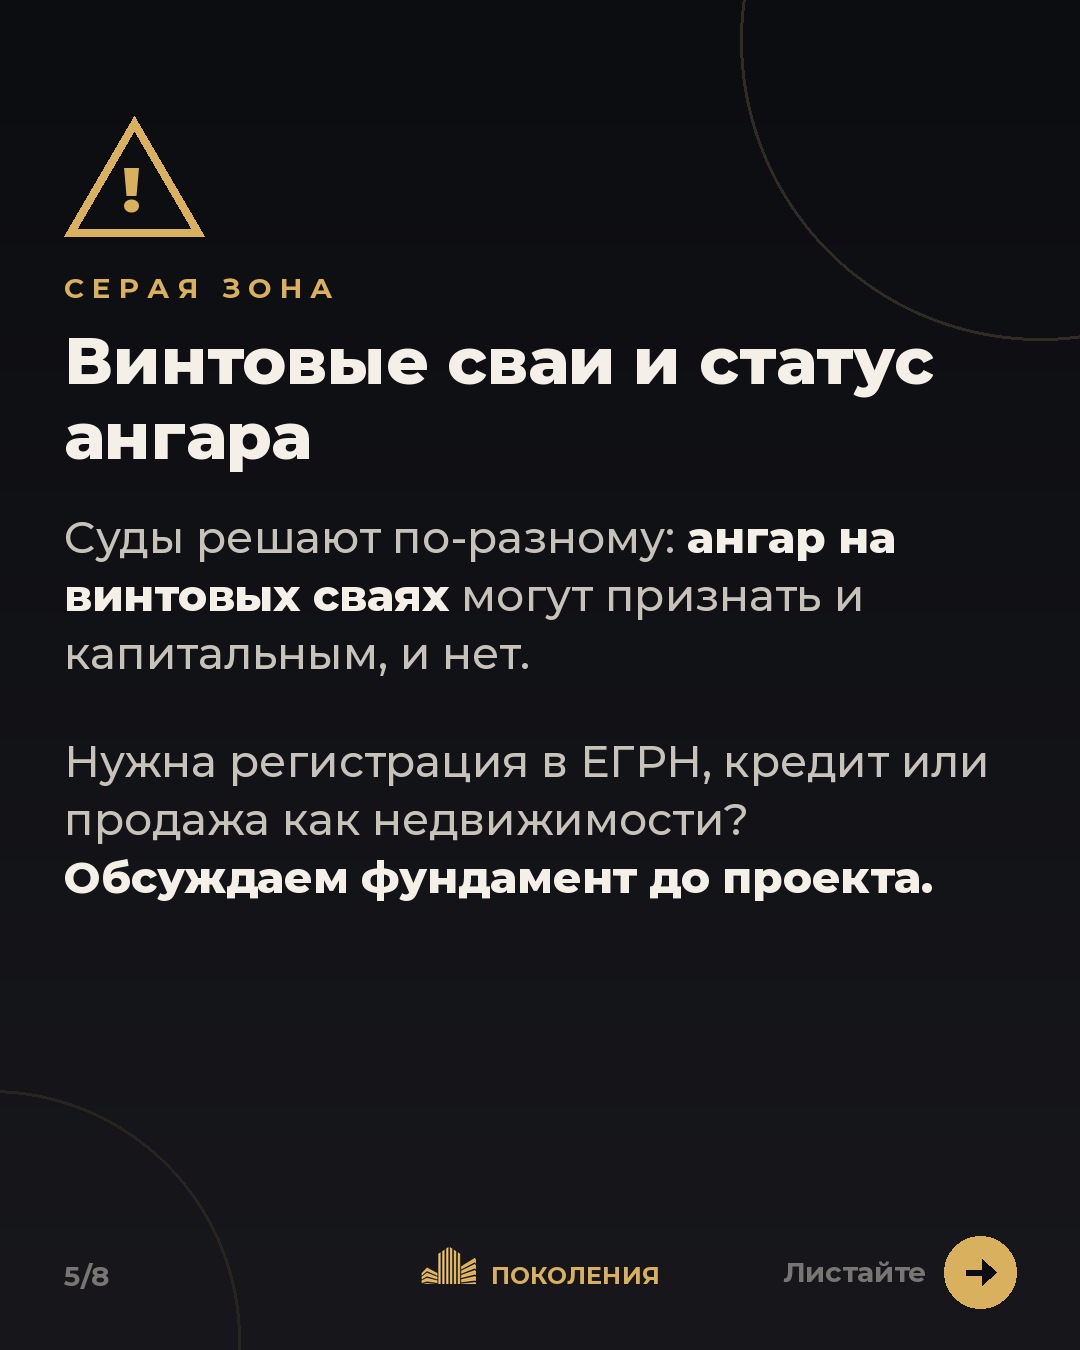 !
СЕРАЯ ЗОНА
Винтовые сваи и статус
ангара
Суды решают по-разному: ангар на
винтовых сваях могут признать и
капитальным, и нет.
Нужна регистрация в ЕГРН, кредит или
продажа как недвижимости?
Обсуждаем фундамент до проекта.
5/8
ПОКОЛЕНИЯ
Листайте